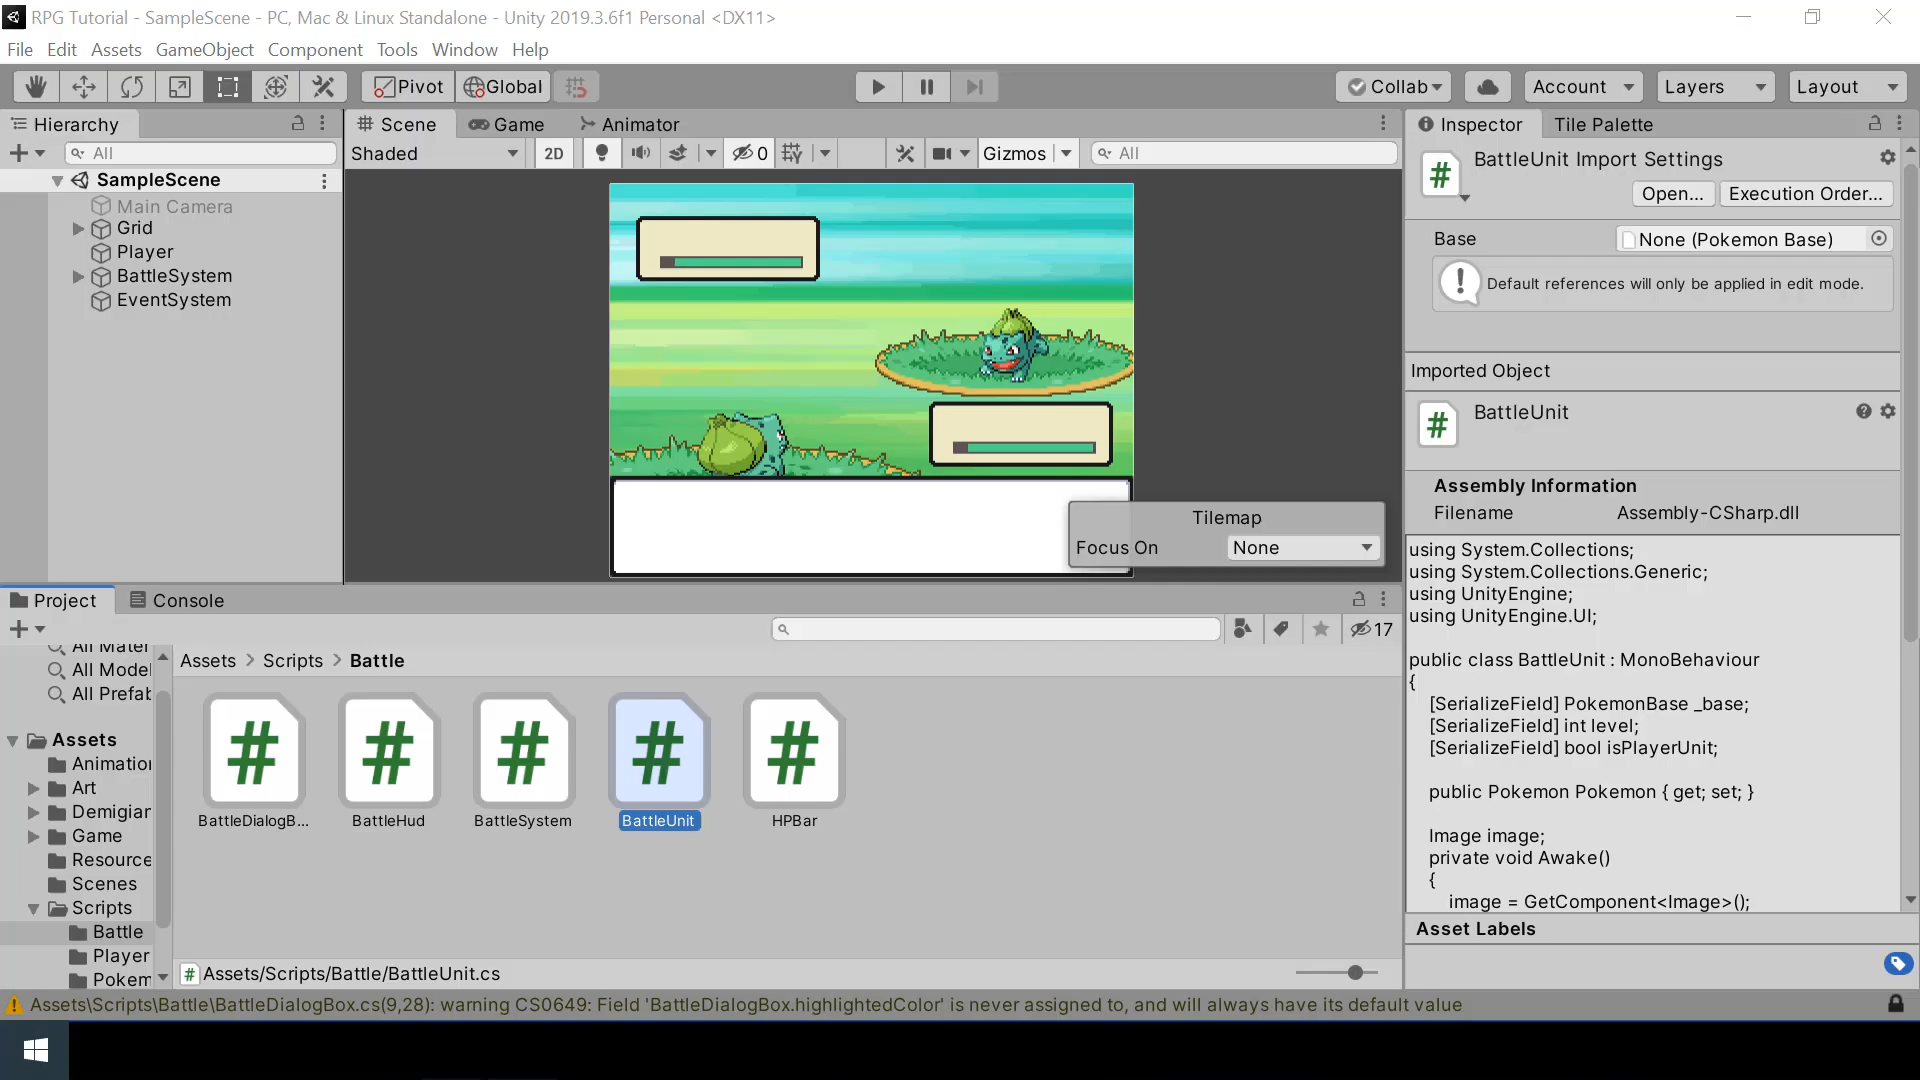 RPG Tutorial - SampleScene - PC, Mac & Linux Standalone - Unity 2019.3.6f1 Personal <DX11>
File Edit Assets GameObject Component Tools Window Help
Pivot Global Collab Account Layers Layout
Hierarchy
All
SampleScene
Main Camera
Grid
Player
BattleSystem
EventSystem
Scene Game Animator
Shaded 2D 0 Gizmos All
Tilemap
Focus On None
Inspector Tile Palette
BattleUnit Import Settings
Open... Execution Order...
Base None (Pokemon Base)
Default references will only be applied in edit mode.
Imported Object
BattleUnit
Assembly Information
Filename Assembly-CSharp.dll
using System.Collections;
using System.Collections.Generic;
using UnityEngine;
using UnityEngine.UI;
public class BattleUnit : MonoBehaviour
{
[SerializeField] PokemonBase _base;
[SerializeField] int level;
[SerializeField] bool isPlayerUnit;
public Pokemon Pokemon { get; set; }
Image image;
private void Awake()
{
image = GetComponent<Image>();
Asset Labels
Project Console
17
All Mater
All Model
All Prefab
Assets
Animation
Art
Demigian
Game
Resource
Scenes
Scripts
Battle
Player
Pokem
Assets > Scripts > Battle
BattleDialogB... BattleHud BattleSystem BattleUnit HPBar
Assets/Scripts/Battle/BattleUnit.cs
Assets\Scripts\Battle\BattleDialogBox.cs(9,28): warning CS0649: Field 'BattleDialogBox.highlightedColor' is never assigned to, and will always have its default value